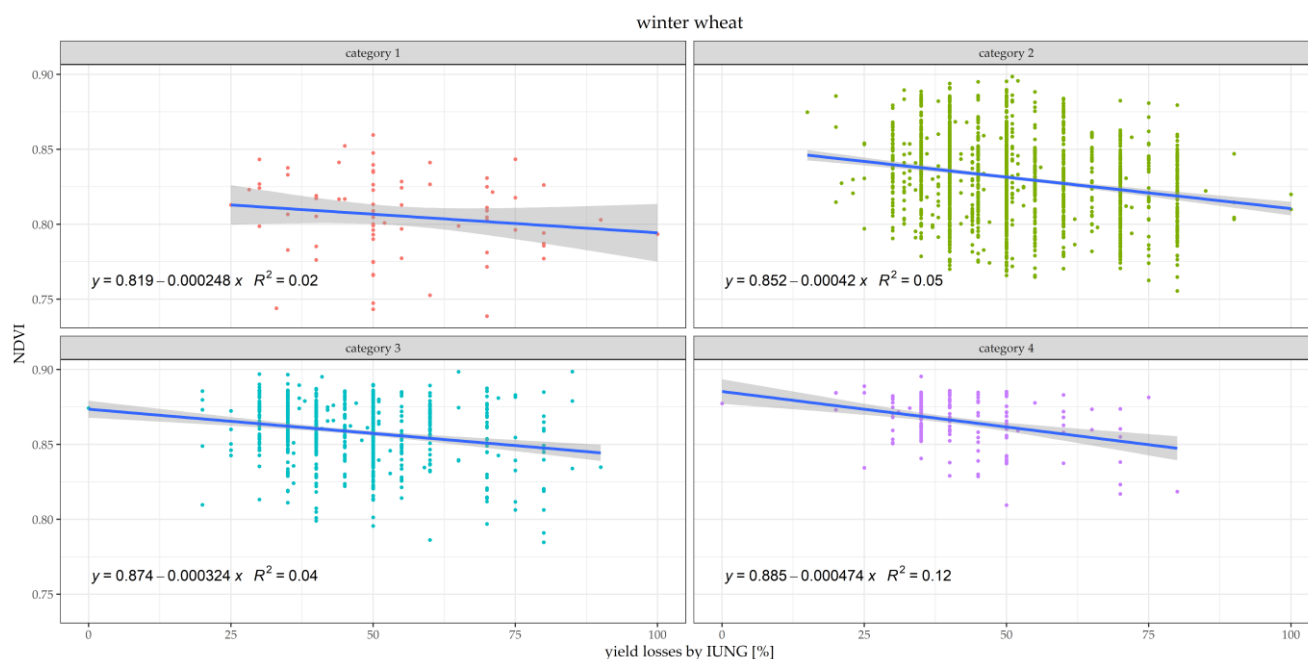 winter wheat
category 1
category 2
0.90
0.85
0.80
0.75
y = 0.819 – 0.000248 x R² = 0.02
y = 0.852 – 0.00042 x R² = 0.05
NDVI
category 3
category 4
0.90
0.85
0.80
0.75
y = 0.874 – 0.000324 x R² = 0.04
y = 0.885 – 0.000474 x R² = 0.12
0 25 50 75 100 0 25 50 75 100
yield losses by IUNG [%]